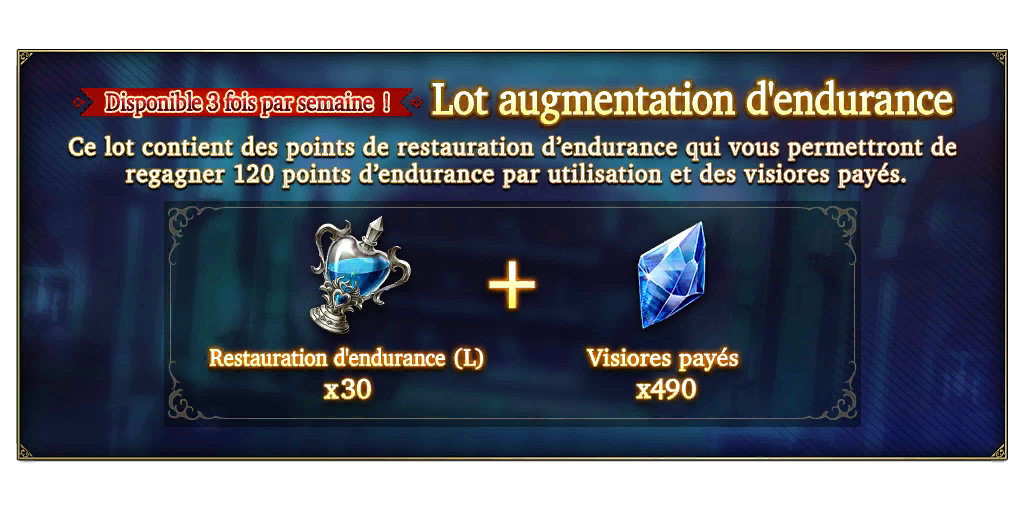 Disponible 3 fois par semaine !
Lot augmentation d'endurance
Ce lot contient des points de restauration d’endurance qui vous permettront de
regagner 120 points d’endurance par utilisation et des visiores payés.
+
Restauration d'endurance (L)
x30
Visiores payés
x490